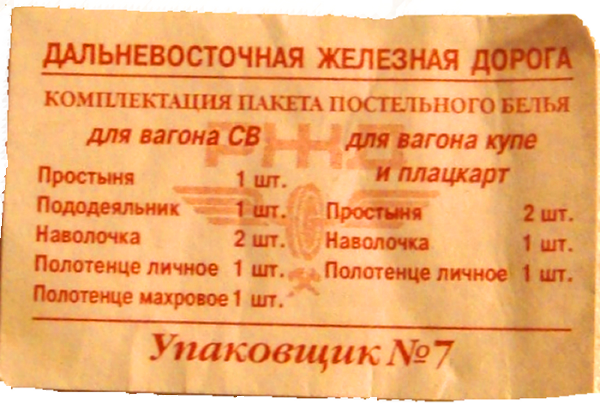 ДАЛЬНЕВОСТОЧНАЯ ЖЕЛЕЗНАЯ ДОРОГА
КОМПЛЕКТАЦИЯ ПАКЕТА ПОСТЕЛЬНОГО БЕЛЬЯ
для вагона СВ
Простыня 1 шт.
Пододеяльник 1 шт.
Наволочка 2 шт.
Полотенце личное 1 шт.
Полотенце махровое 1 шт.
для вагона купе
и плацкарт
Простыня 2 шт.
Наволочка 1 шт.
Полотенце личное 1 шт.
РЖД
Упаковщик №7